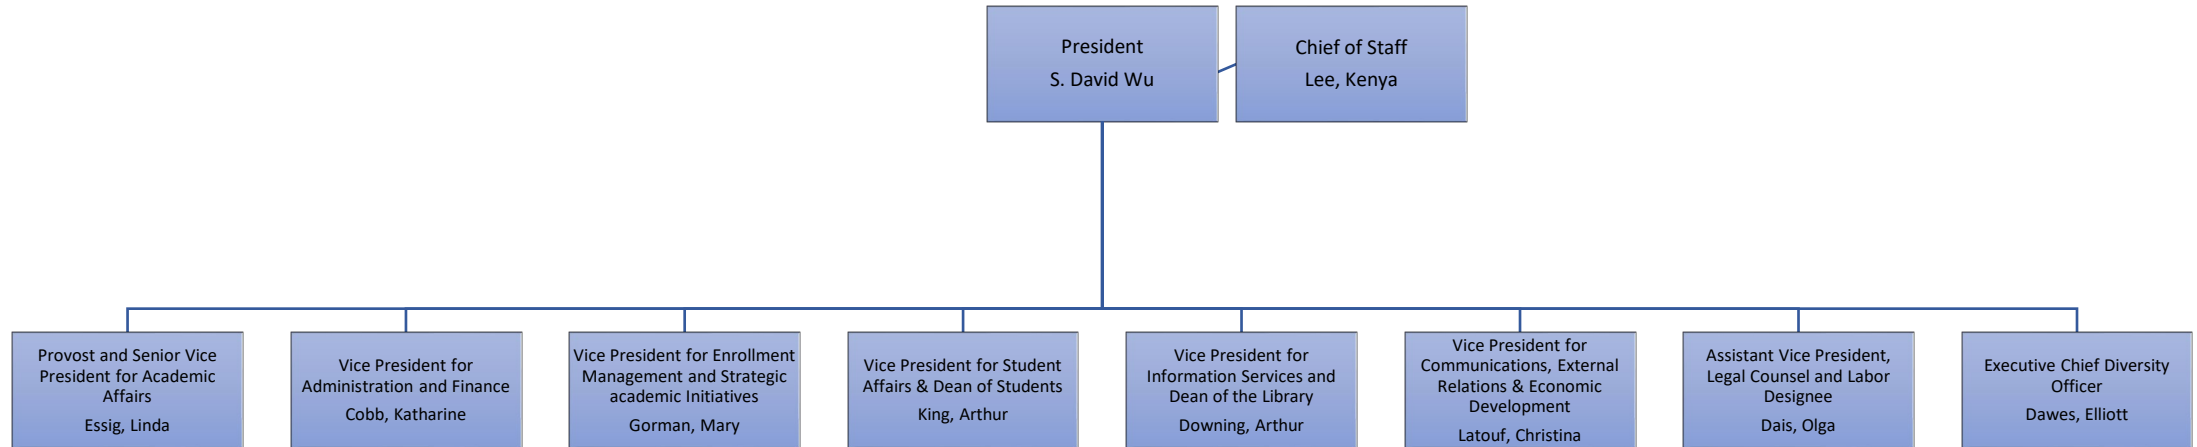 President
S. David Wu
Chief of Staff
Lee, Kenya
Provost and Senior Vice
President for Academic
Affairs
Essig, Linda
Vice President for
Administration and Finance
Cobb, Katharine
Vice President for Enrollment
Management and Strategic
academic Initiatives
Gorman, Mary
Vice President for Student
Affairs & Dean of Students
King, Arthur
Vice President for
Information Services and
Dean of the Library
Downing, Arthur
Vice President for
Communications, External
Relations & Economic
Development
Latouf, Christina
Assistant Vice President,
Legal Counsel and Labor
Designee
Dais, Olga
Executive Chief Diversity
Officer
Dawes, Elliott